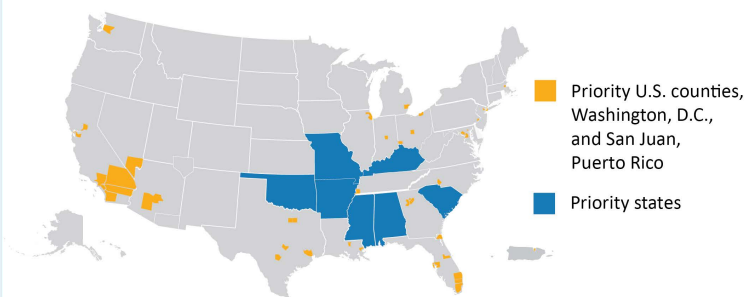 Priority U.S. counties,
Washington, D.C.,
and San Juan,
Puerto Rico
Priority states